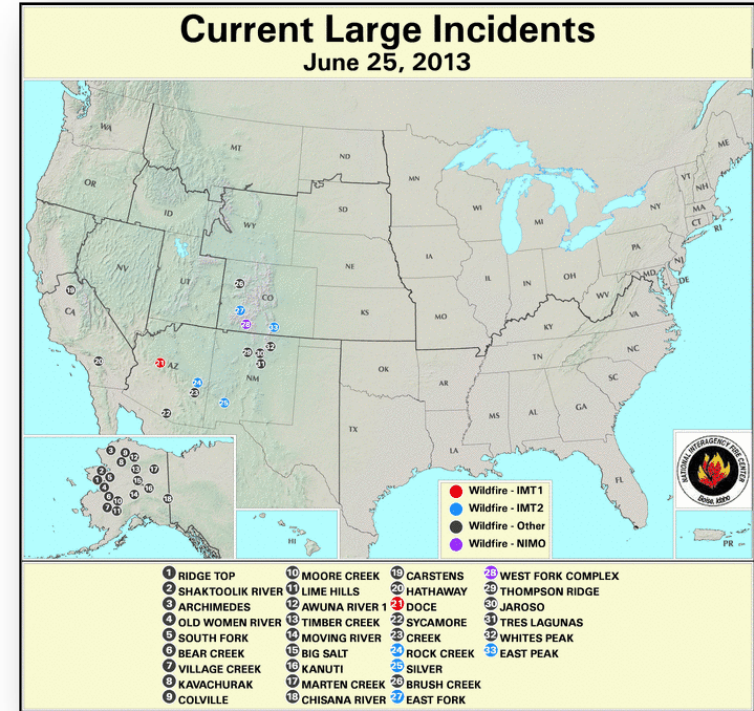 Current Large Incidents
June 25, 2013
WA
MT
ND
MN
ME
OR
ID
WY
SD
WI
MI
VT
NH
NY
MA
CT
RI
NV
UT
CO
NE
IA
IL
IN
OH
PA
NJ
MD
DE
WV
VA
CA
KS
KY
AZ
NM
OK
AR
TN
NC
SC
MS
AL
GA
TX
LA
FL
HI
PR
NATIONAL INTERAGENCY FIRE CENTER
Boise, Idaho
Wildfire - IMT1
Wildfire - IMT2
Wildfire - Other
Wildfire - NIMO
1 RIDGE TOP
2 SHAKTOOLIK RIVER
3 ARCHIMEDES
4 OLD WOMEN RIVER
5 SOUTH FORK
6 BEAR CREEK
7 VILLAGE CREEK
8 KAVACHURAK
9 COLVILLE
10 MOORE CREEK
11 LIME HILLS
12 AWUNA RIVER 1
13 TIMBER CREEK
14 MOVING RIVER
15 BIG SALT
16 KANUTI
17 MARTEN CREEK
18 CHISANA RIVER
19 CARSTENS
20 HATHAWAY
21 DOCE
22 SYCAMORE
23 CREEK
24 ROCK CREEK
25 SILVER
26 BRUSH CREEK
27 EAST FORK
28 WEST FORK COMPLEX
29 THOMPSON RIDGE
30 JAROSO
31 TRES LAGUNAS
32 WHITES PEAK
33 EAST PEAK